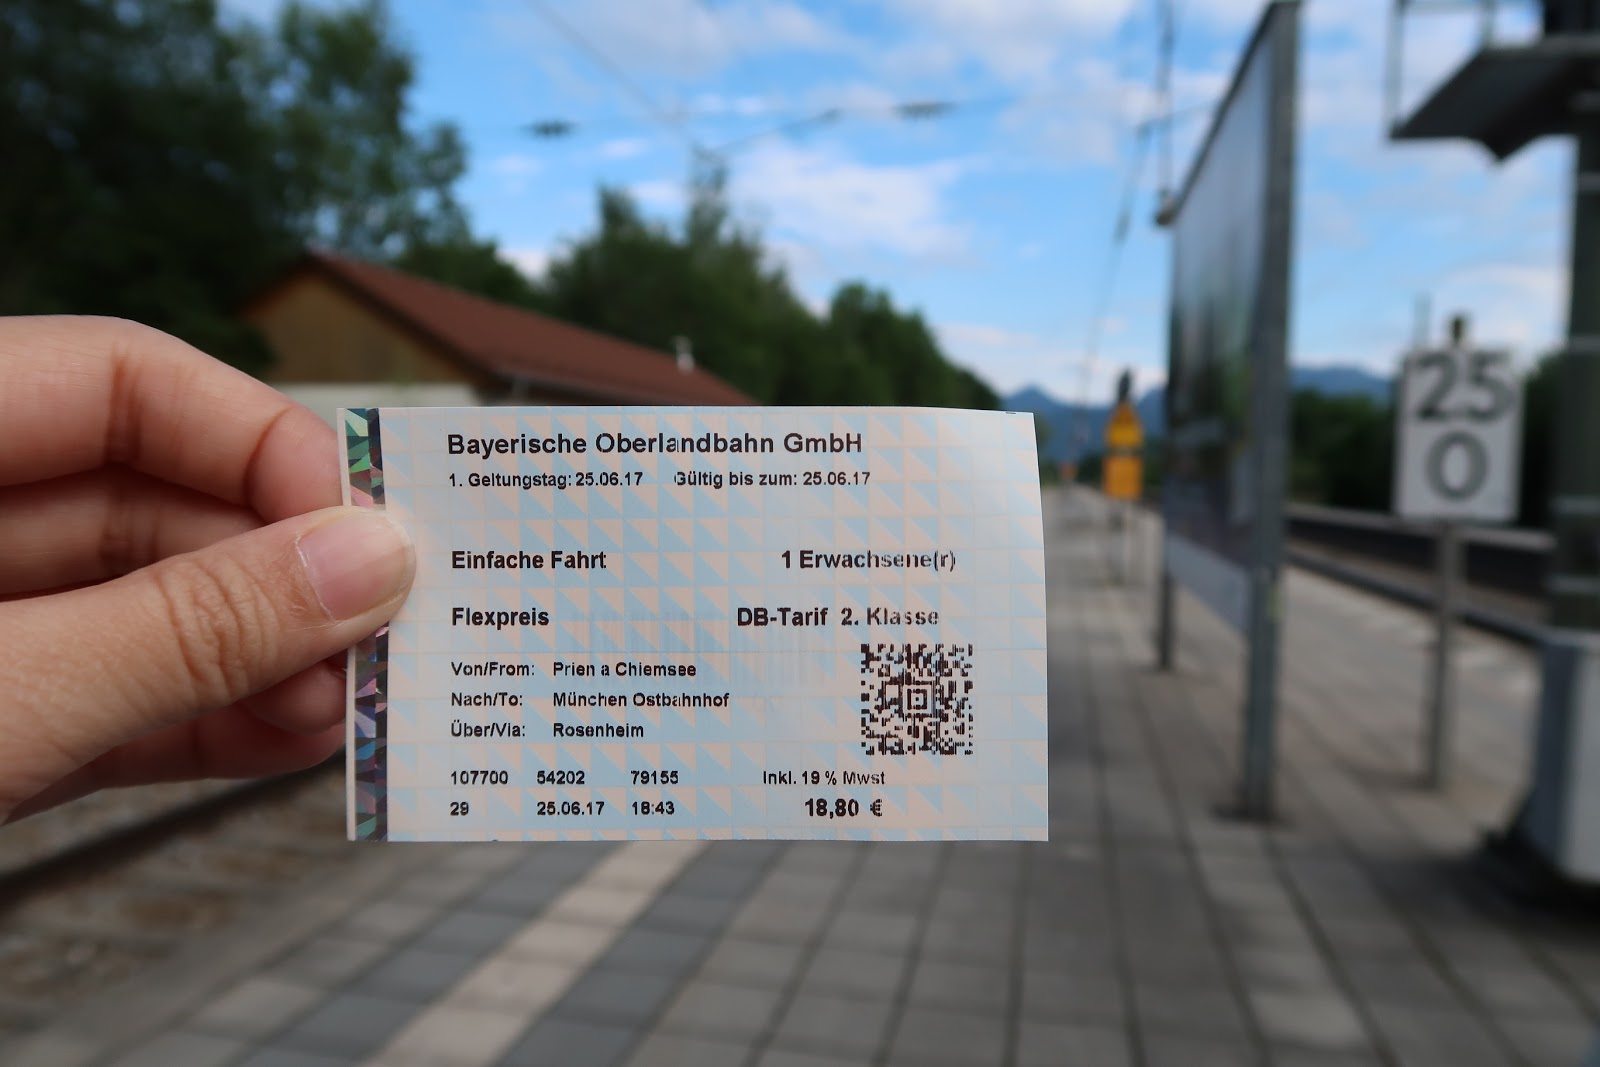 Bayerische Oberlandbahn GmbH
1. Geltungstag: 25.06.17 Gültig bis zum: 25.06.17
Einfache Fahrt 1 Erwachsene(r)
Flexpreis DB-Tarif 2. Klasse
Von/From: Prien a Chiemsee
Nach/To: München Ostbahnhof
Über/Via: Rosenheim
107700 54202 79155 Inkl. 19 % Mwst
29 25.06.17 18:43 18,80 €
25
0